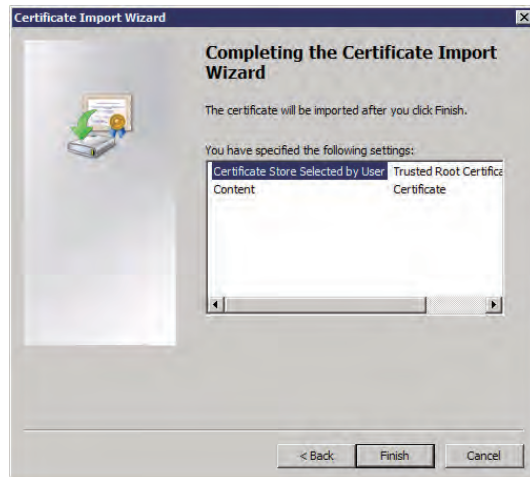 Certificate Import Wizard
Completing the Certificate Import
Wizard
The certificate will be imported after you click Finish.
You have specified the following settings:
Certificate Store Selected by User Trusted Root Certifica
Content Certificate
< Back Finish Cancel